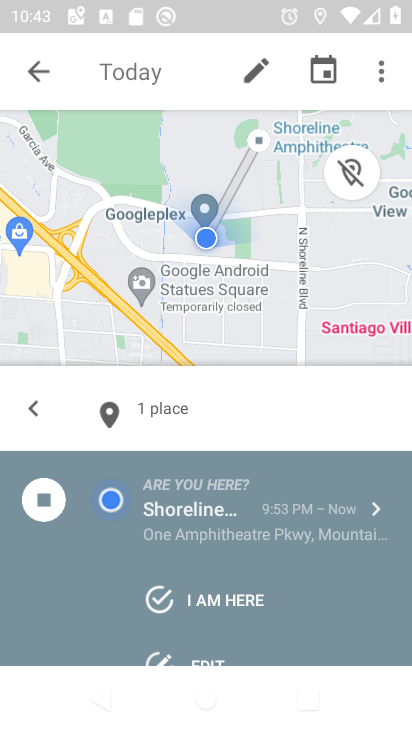 10:43
Today
Garcia Ave
Shoreline
Amphitheatre
Goo
View
Googleplex
N Shoreline Blvd
Google Android
Statues Square
Temporarily closed
Santiago Vill
1 place
ARE YOU HERE?
Shoreline... 9:53 PM – Now
One Amphitheatre Pkwy, Mountai...
I AM HERE
EDIT